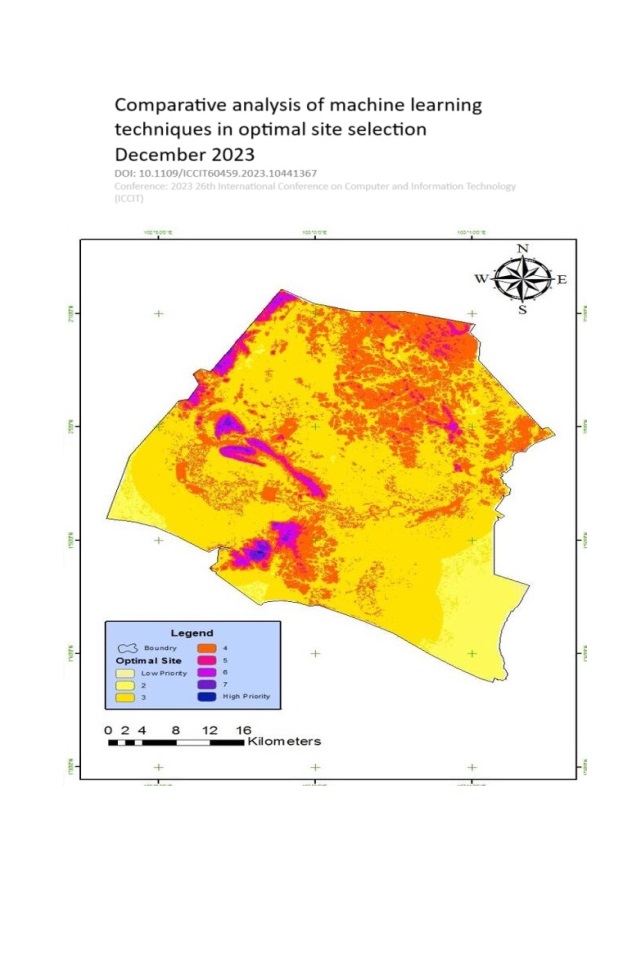 Comparative analysis of machine learning
techniques in optimal site selection
December 2023
DOI: 10.1109/ICCIT60459.2023.10441367
Conference: 2023 26th International Conference on Computer and Information Technology
(ICCIT)
N
W E
S
Legend
Boundry
Optimal Site
Low Priority
2
3
4
5
6
7
High Priority
0 2 4 8 12 16
Kilometers